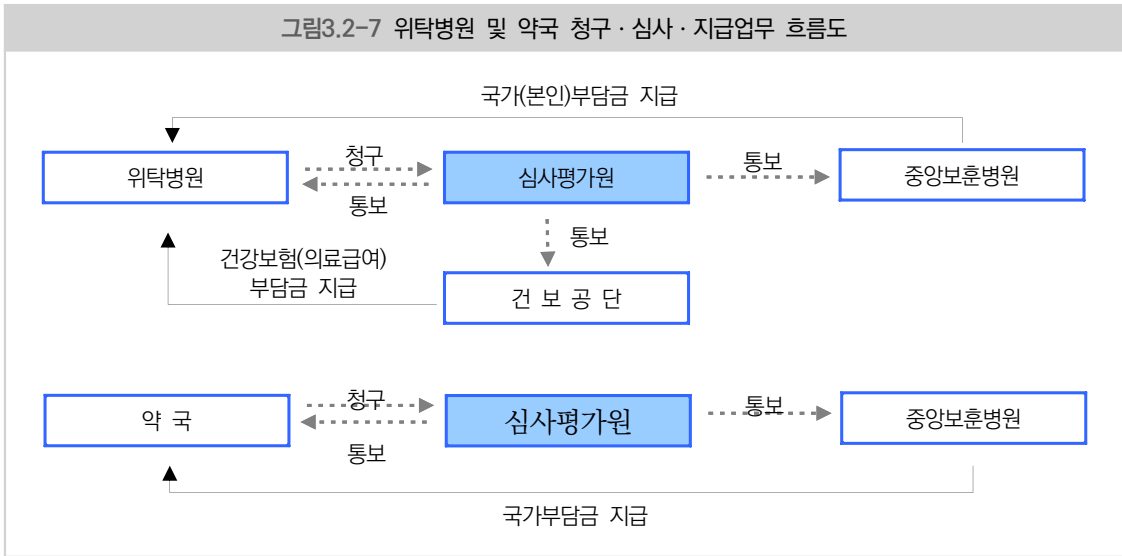 그림3.2-7 위탁병원 및 약국 청구·심사·지급업무 흐름도
국가(본인)부담금 지급
위탁병원
청구
통보
심사평가원
통보
중앙보훈병원
통보
건강보험(의료급여)
부담금 지급
건 보 공 단
약 국
청구
통보
심사평가원
통보
중앙보훈병원
국가부담금 지급